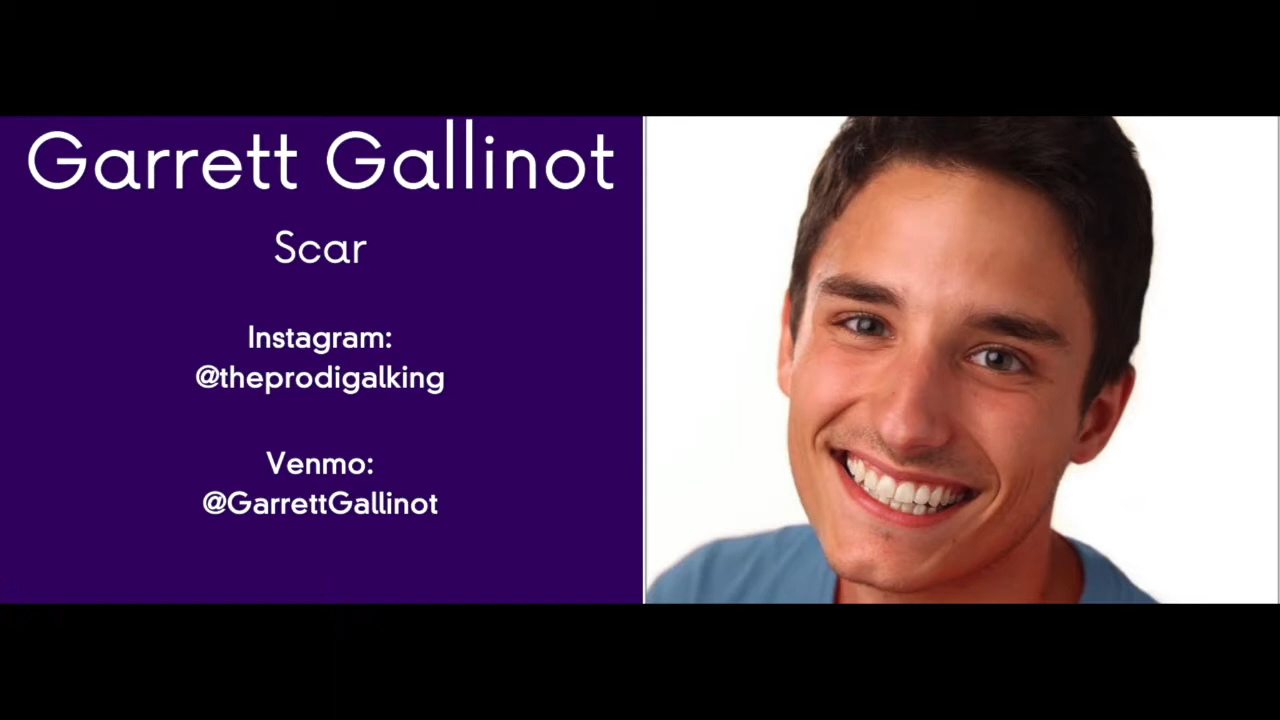 Garrett Gallinot
Scar
Instagram:
@theprodigalking
Venmo:
@GarrettGallinot